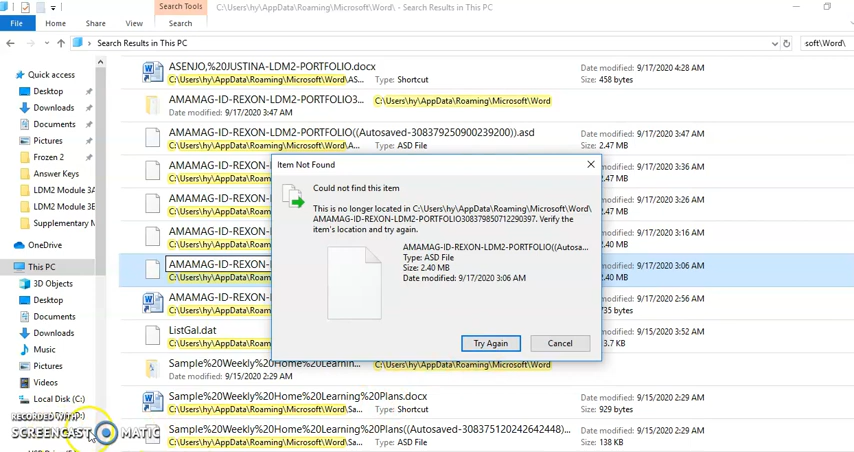 Search Tools
C:\Users\hy\AppData\Roaming\Microsoft\Word\
File
Home
Share
View
Search
Search Results in This PC
soft\Word\
Quick access
Desktop
Downloads
Documents
Pictures
Frozen 2
Answer Keys
LDM2 Module 3A
LDM2 Module 3B
Supplementary M
OneDrive
This PC
3D Objects
Desktop
Documents
Downloads
Music
Pictures
Videos
Local Disk (C:)
ASENJO,%20JUSTINA-LDM2-PORTFOLIO.docx
C:\Users\hy\AppData\Roaming\Microsoft\Word\AS...
Type: Shortcut
Date modified: 9/17/2020 4:28 AM
Size: 458 bytes
AMAMAG-ID-REXON-LDM2-PORTFOLIO3...
C:\Users\hy\AppData\Roaming\Microsoft\Word
Date modified: 9/17/2020 3:47 AM
AMAMAG-ID-REXON-LDM2-PORTFOLIO((Autosaved-308379250900239200)).asd
C:\Users\hy\AppData\Roaming\Microsoft\Word\AM...
Type: ASD File
Date modified: 9/17/2020 3:47 AM
Size: 2.47 MB
AMAMAG-ID-REXON-L
C:\Users\hy\AppData\Roa
modified: 9/17/2020 3:36 AM
2.47 MB
AMAMAG-ID-REXON-L
C:\Users\hy\AppData\Roa
modified: 9/17/2020 3:26 AM
2.47 MB
AMAMAG-ID-REXON-L
C:\Users\hy\AppData\Roa
modified: 9/17/2020 3:16 AM
2.40 MB
AMAMAG-ID-REXON-L
C:\Users\hy\AppData\Roa
modified: 9/17/2020 3:06 AM
2.40 MB
AMAMAG-ID-REXON-L
C:\Users\hy\AppData\Roa
modified: 9/17/2020 2:56 AM
735 bytes
ListGal.dat
C:\Users\hy\AppData\Roa
modified: 9/15/2020 3:52 AM
3.7 KB
Sample%20Weekly%20Home%20Learnin...
C:\Users\hy\AppData\Roaming\Microsoft\Word
Date modified: 9/15/2020 2:29 AM
Sample%20Weekly%20Home%20Learning%20Plans.docx
C:\Users\hy\AppData\Roaming\Microsoft\Word\Sa...
Type: Shortcut
Date modified: 9/15/2020 2:29 AM
Size: 929 bytes
Sample%20Weekly%20Home%20Learning%20Plans((Autosaved-308375120242642448)...
C:\Users\hy\AppData\Roaming\Microsoft\Word\Sa...
Type: ASD File
Date modified: 9/15/2020 2:29 AM
Size: 138 KB
Item Not Found
Could not find this item
This is no longer located in C:\Users\hy\AppData\Roaming\Microsoft\Word\
AMAMAG-ID-REXON-LDM2-PORTFOLIO308379850712290397. Verify the
item's location and try again.
AMAMAG-ID-REXON-LDM2-PORTFOLIO((Autosa...
Type: ASD File
Size: 2.40 MB
Date modified: 9/17/2020 3:06 AM
Try Again
Cancel
RECORDED WITH
SCREENCAST MATIC